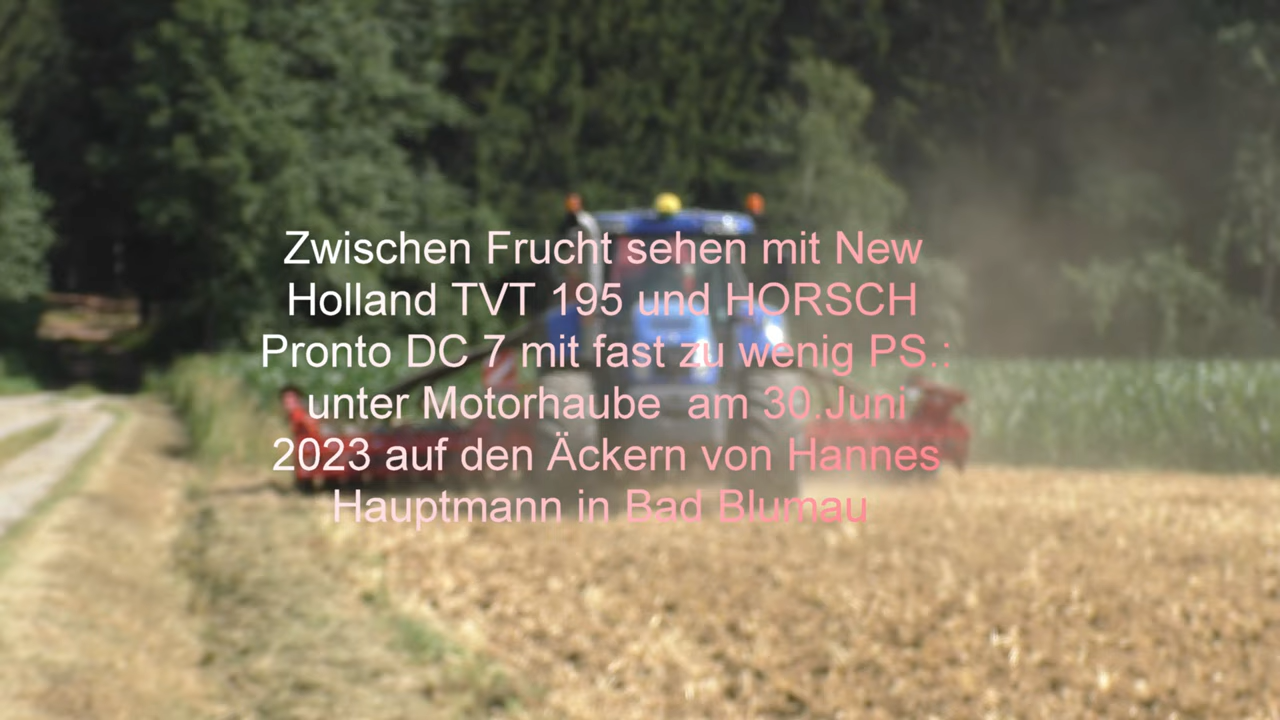 Zwischen Frucht sehen mit New
Holland TVT 195 und HORSCH
Pronto DC 7 mit fast zu wenig PS.:
unter Motorhaube  am 30.Juni
2023 auf den Äckern von Hannes
Hauptmann in Bad Blumau